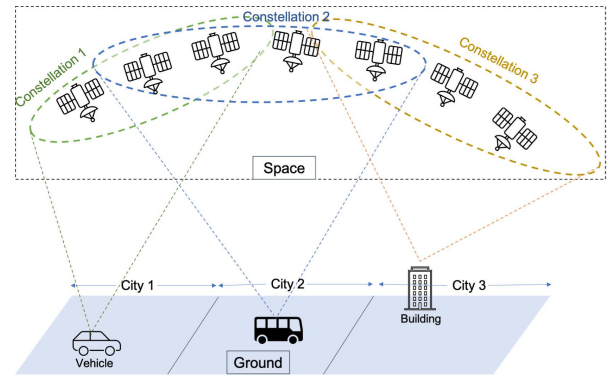 Constellation 2
Constellation 1
Constellation 3
Space
City 1
City 2
City 3
Building
Vehicle
Ground